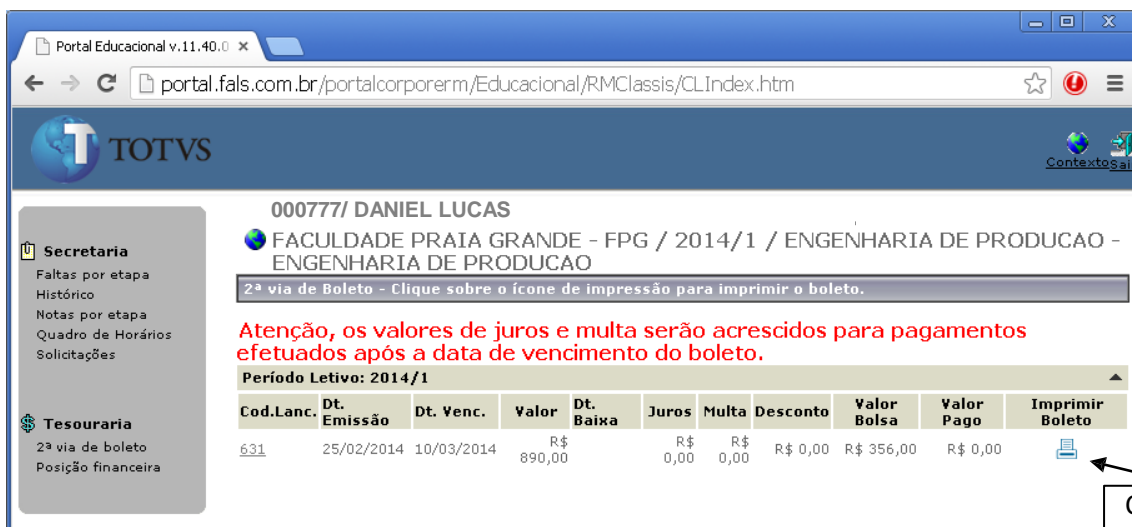 Portal Educacional v.11.40.0
portal.fals.com.br/portalcorporerm/Educacional/RMClassis/CLIndex.htm
TOTVS
Contexto Sai
000777/ DANIEL LUCAS
FACULDADE PRAIA GRANDE - FPG / 2014/1 / ENGENHARIA DE PRODUCAO -
ENGENHARIA DE PRODUCAO
2ª via de Boleto - Clique sobre o ícone de impressão para imprimir o boleto.
Atenção, os valores de juros e multa serão acrescidos para pagamentos
efetuados após a data de vencimento do boleto.
Secretaria
Faltas por etapa
Histórico
Notas por etapa
Quadro de Horários
Solicitações
Tesouraria
2ª via de boleto
Posição financeira
Período Letivo: 2014/1
Cod.Lanc. Dt. Emissão Dt. Venc. Valor Dt. Baixa Juros Multa Desconto Valor Bolsa Valor Pago Imprimir Boleto
631 25/02/2014 10/03/2014 R$ 890,00 R$ 0,00 R$ 0,00 R$ 0,00 R$ 356,00 R$ 0,00